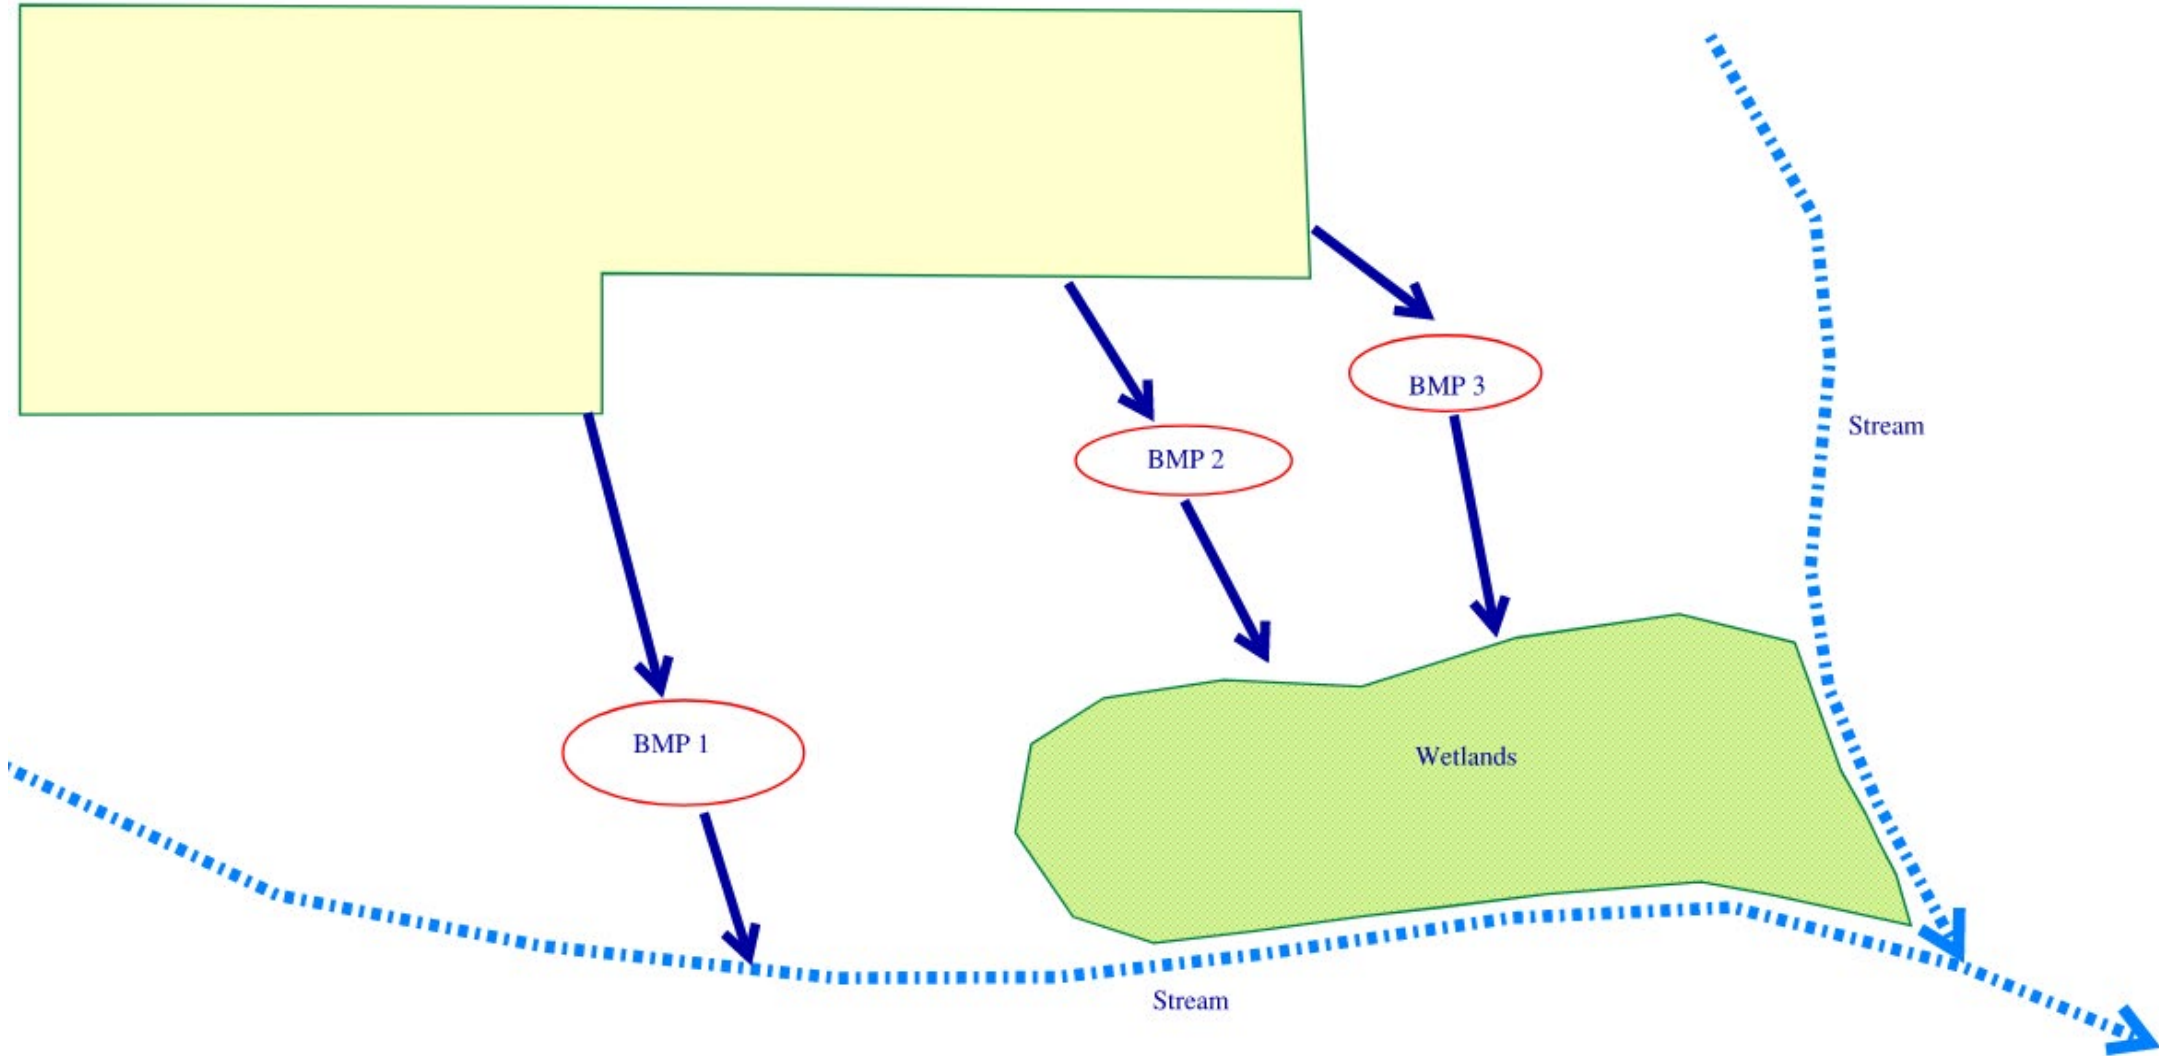 BMP 3
Stream
BMP 2
BMP 1
Wetlands
Stream